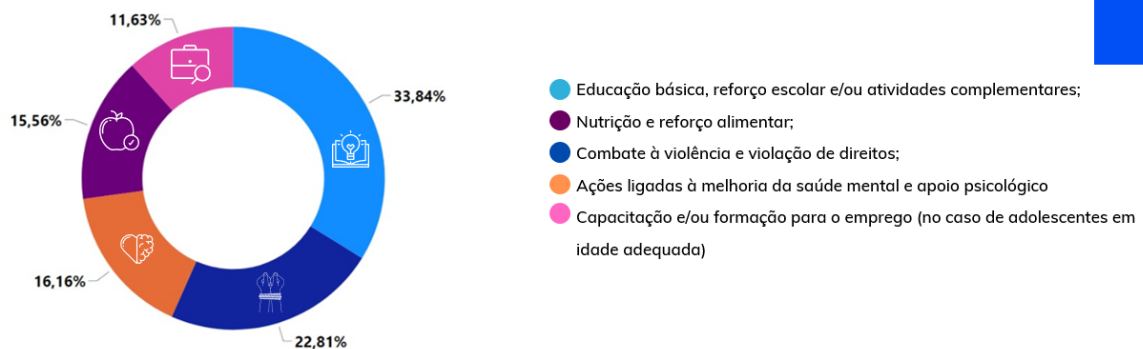 11,63%
33,84%
15,56%
16,16%
22,81%
Educação básica, reforço escolar e/ou atividades complementares;
Nutrição e reforço alimentar;
Combate à violência e violação de direitos;
Ações ligadas à melhoria da saúde mental e apoio psicológico
Capacitação e/ou formação para o emprego (no caso de adolescentes em
idade adequada)